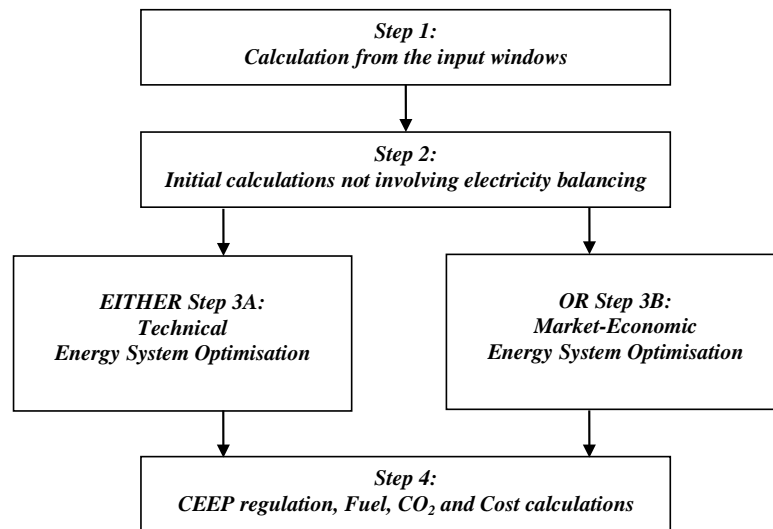 Step 1:
Calculation from the input windows
Step 2:
Initial calculations not involving electricity balancing
EITHER Step 3A:
Technical
Energy System Optimisation
OR Step 3B:
Market-Economic
Energy System Optimisation
Step 4:
CEEP regulation, Fuel, CO₂ and Cost calculations